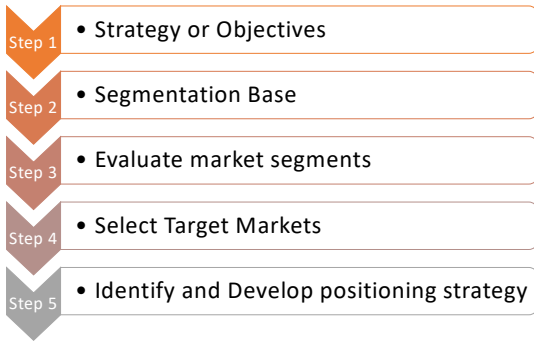 Step 1
• Strategy or Objectives
Step 2
• Segmentation Base
Step 3
• Evaluate market segments
Step 4
• Select Target Markets
Step 5
• Identify and Develop positioning strategy